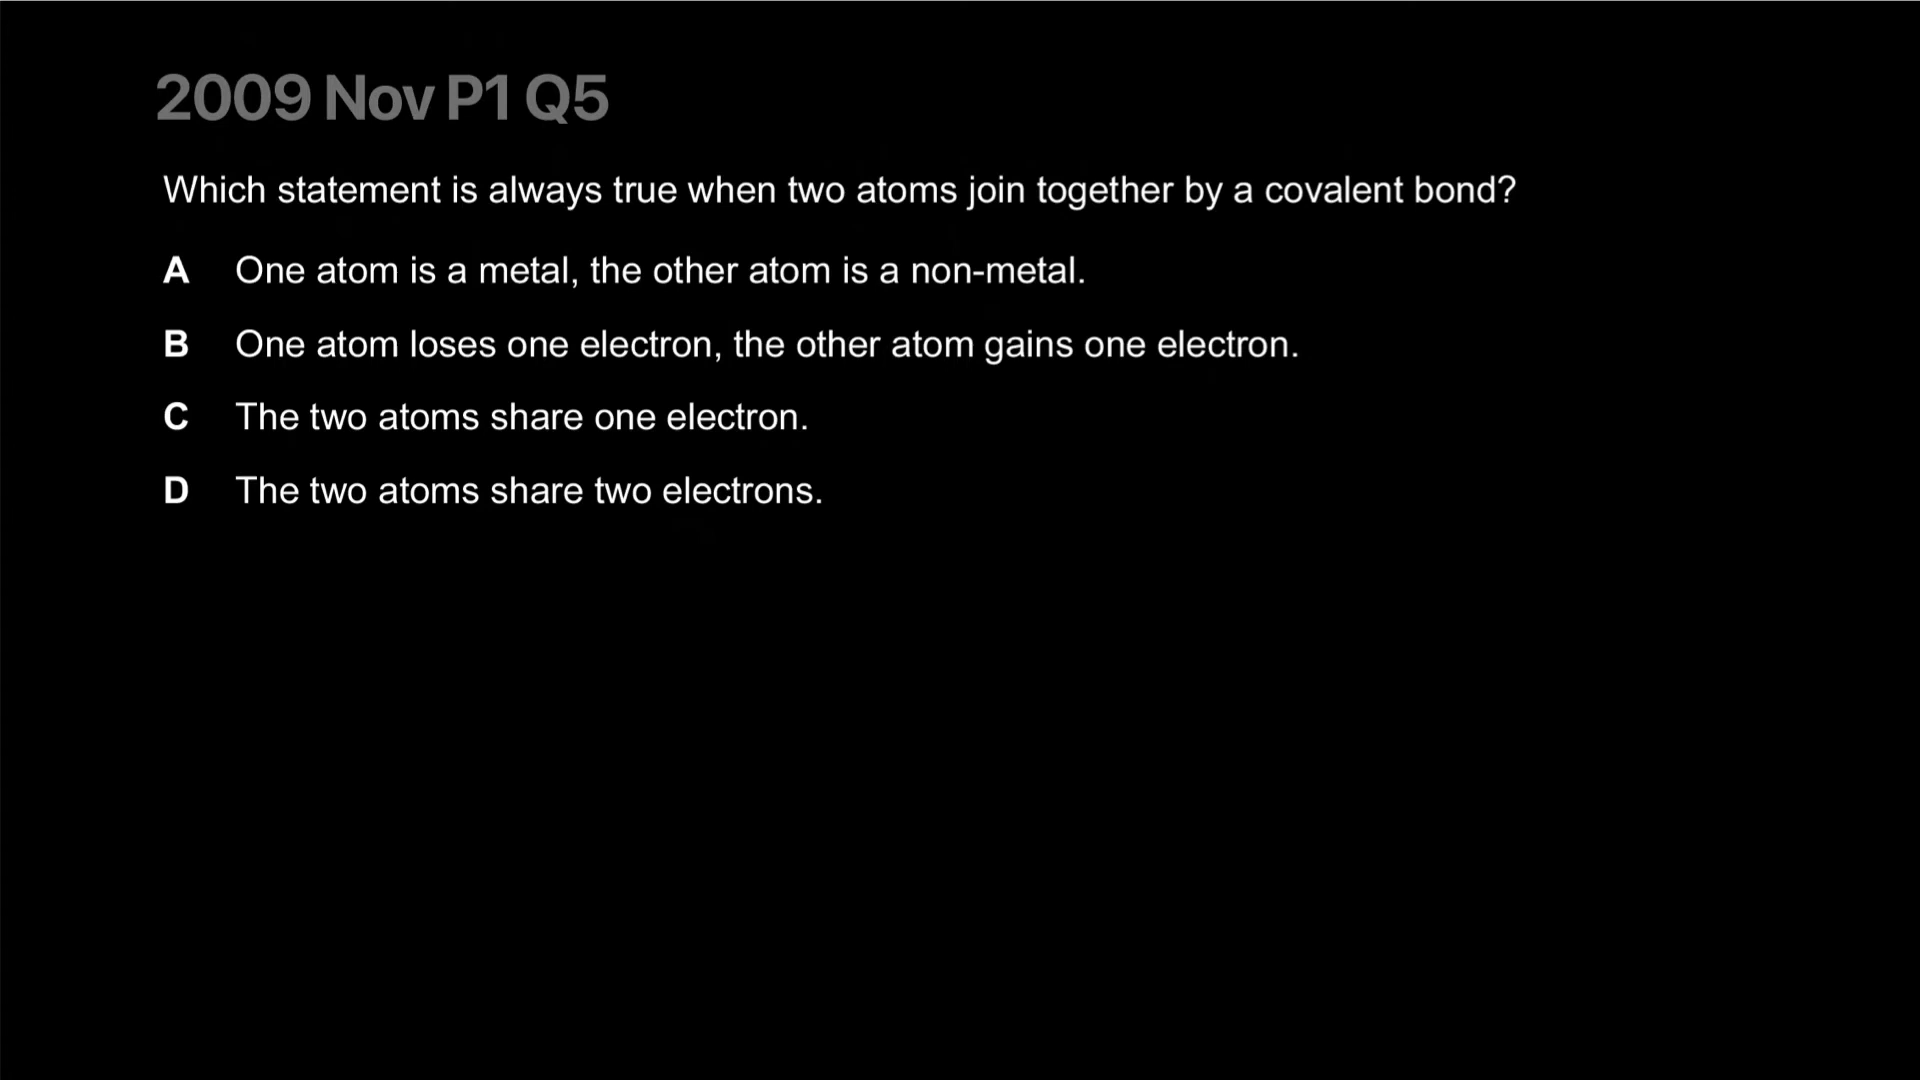 2009 Nov P1 Q5
Which statement is always true when two atoms join together by a covalent bond?
A One atom is a metal, the other atom is a non-metal.
B One atom loses one electron, the other atom gains one electron.
C The two atoms share one electron.
D The two atoms share two electrons.